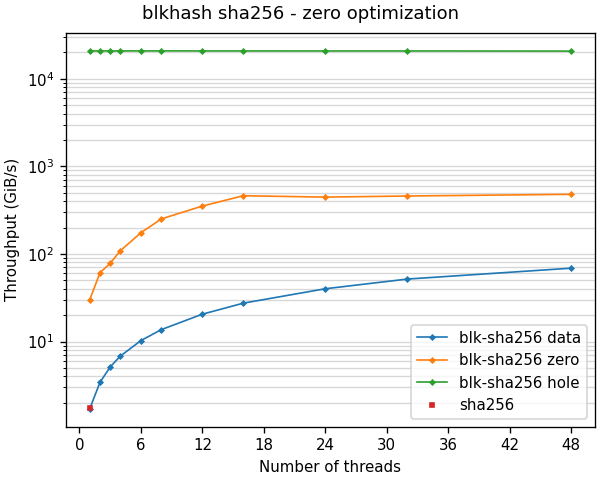 blkhash sha256 - zero optimization
Throughput (GiB/s)
10⁴
10³
10²
10¹
0 6 12 18 24 30 36 42 48
Number of threads
blk-sha256 data
blk-sha256 zero
blk-sha256 hole
sha256